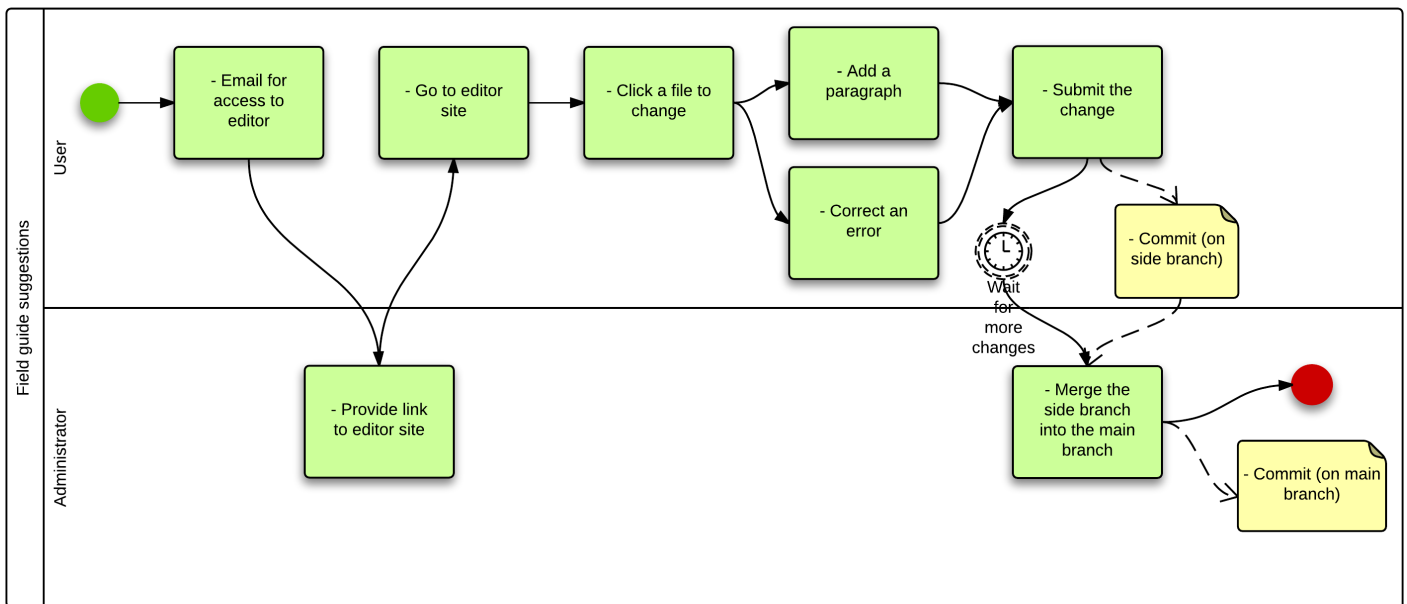 Field guide suggestions
User
- Email for
access to
editor
- Go to editor
site
- Click a file to
change
- Add a
paragraph
- Correct an
error
- Submit the
change
Wait
for
more
changes
- Commit (on
side branch)
Administrator
- Provide link
to editor site
- Merge the
side branch
into the main
branch
- Commit (on main
branch)